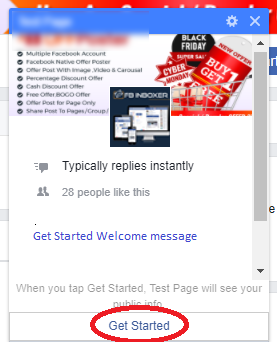 Test Page
Multiple Facebook Account
Facebook Native Offer Poster
Offer Post With Image ,Video & Carousal
Percentage Discount Offer
Cash Discount Offer
Free Offer,BOGO Offer
Offer Post for Page Only
Share Post To Pages/Group/
BLACK
FRIDAY
SUPER SALE
CYBER
MONDAY
NEW OFFER
BUY 1
GET 1
FREE
FB INBOXER
Typically replies instantly
28 people like this
.
Get Started Welcome message
When you tap Get Started, Test Page will see your
public info.
Get Started